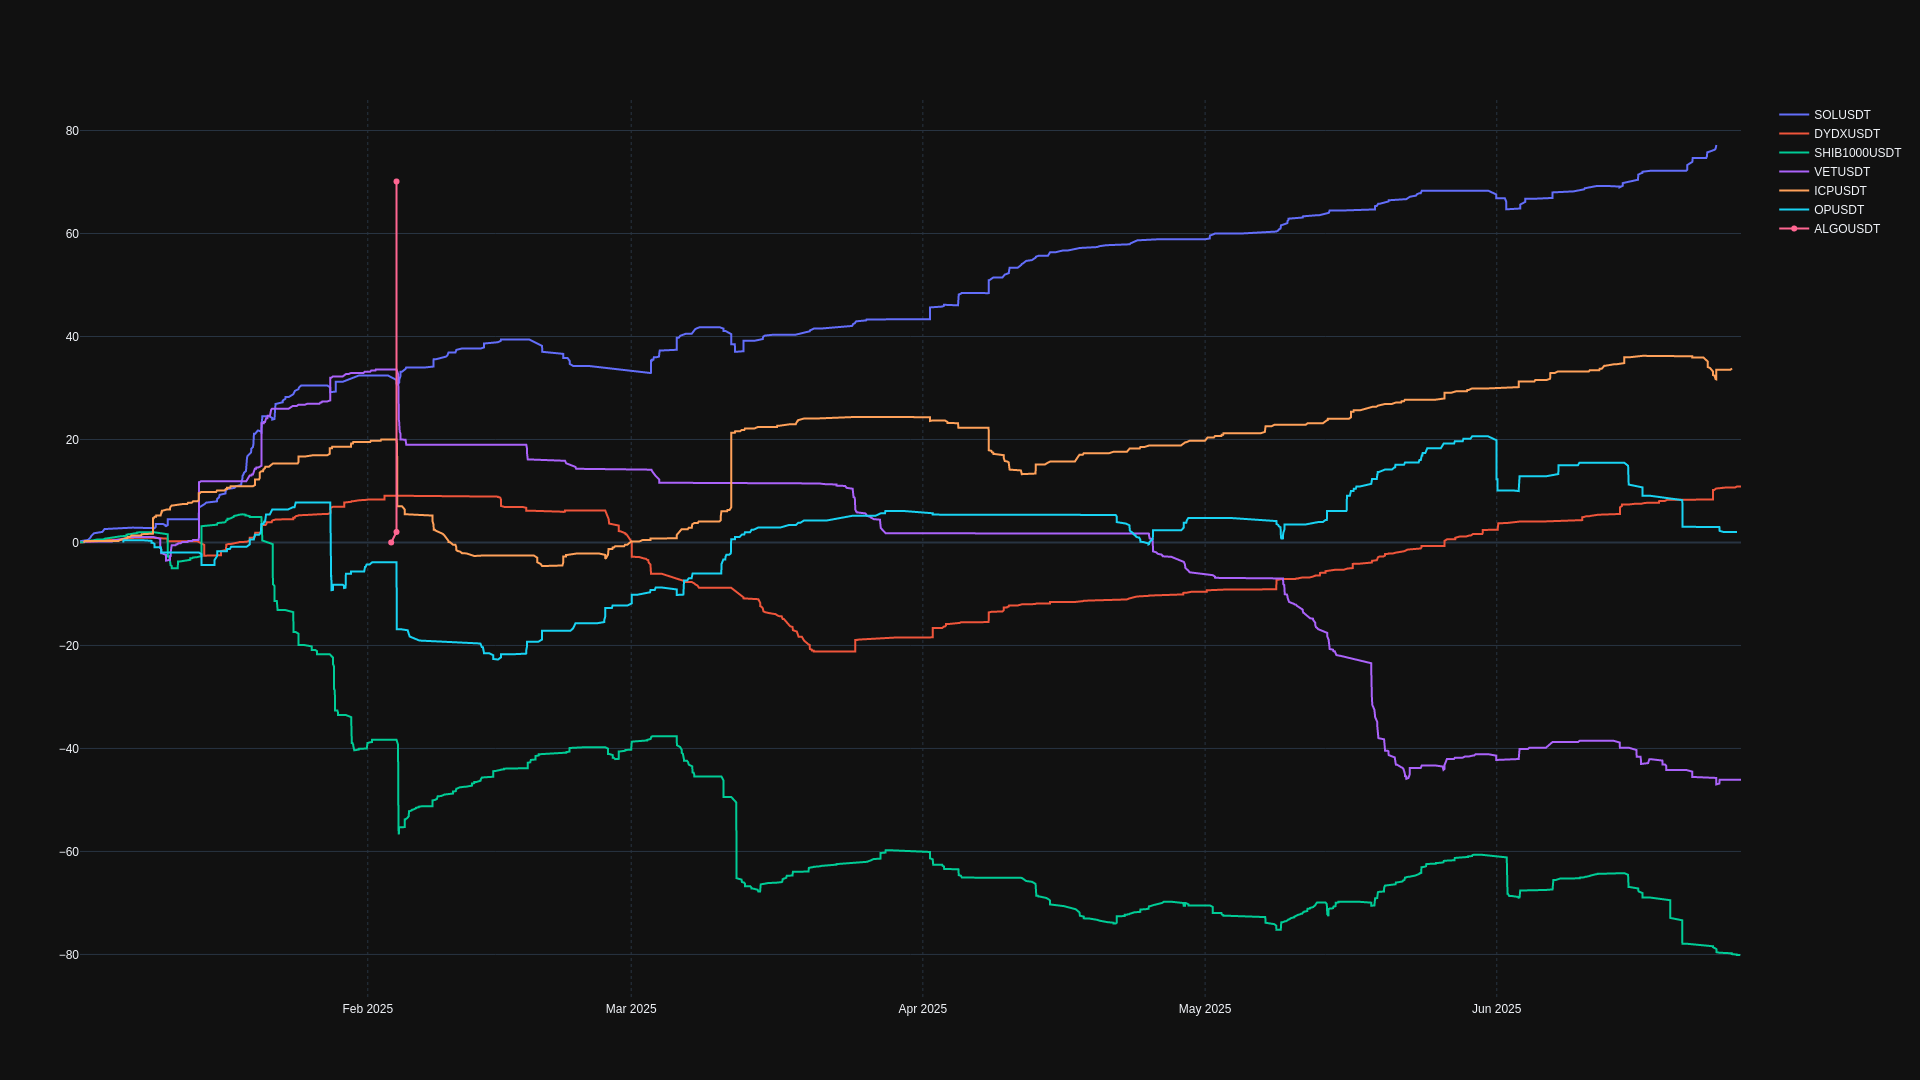 80
60
40
20
0
−20
−40
−60
−80
Feb 2025
Mar 2025
Apr 2025
May 2025
Jun 2025
SOLUSDT
DYDXUSDT
SHIB1000USDT
VETUSDT
ICPUSDT
OPUSDT
ALGOUSDT